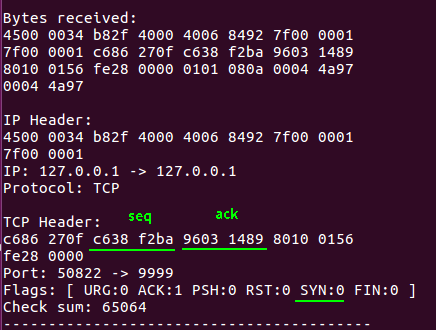 Bytes received:
4500 0034 b82f 4000 4006 8492 7f00 0001
7f00 0001 c686 270f c638 f2ba 9603 1489
8010 0156 fe28 0000 0101 080a 0004 4a97
0004 4a97
IP Header:
4500 0034 b82f 4000 4006 8492 7f00 0001
7f00 0001
IP: 127.0.0.1 -> 127.0.0.1
Protocol: TCP
seq ack
TCP Header:
c686 270f c638 f2ba 9603 1489 8010 0156
fe28 0000
Port: 50822 -> 9999
Flags: [ URG:0 ACK:1 PSH:0 RST:0 SYN:0 FIN:0 ]
Check sum: 65064
----------------------------------------